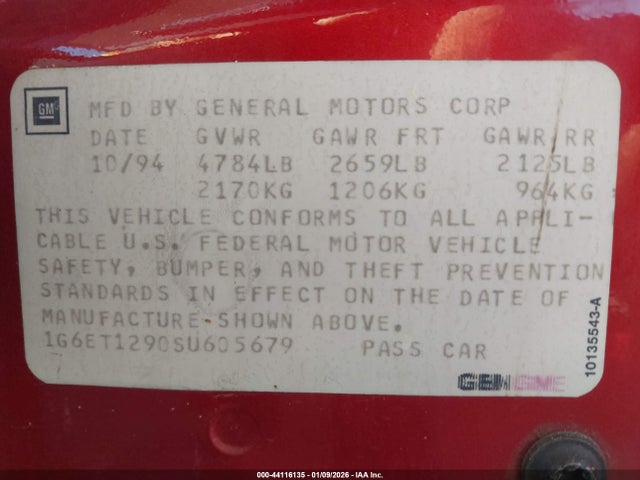 GM MFD BY GENERAL MOTORS CORP
DATE GVWR GAWR FRT GAWR RR
10/94 4784LB 2659LB 2125LB
2170KG 1206KG 964KG
THIS VEHICLE CONFORMS TO ALL APPLI-
CABLE U.S. FEDERAL MOTOR VEHICLE
SAFETY, BUMPER, AND THEFT PREVENTION
STANDARDS IN EFFECT ON THE DATE OF
MANUFACTURE SHOWN ABOVE.
1G6ET1290SU605679 PASS CAR
10135543-A
000-44116135 - 01/09/2026 - IAA Inc.